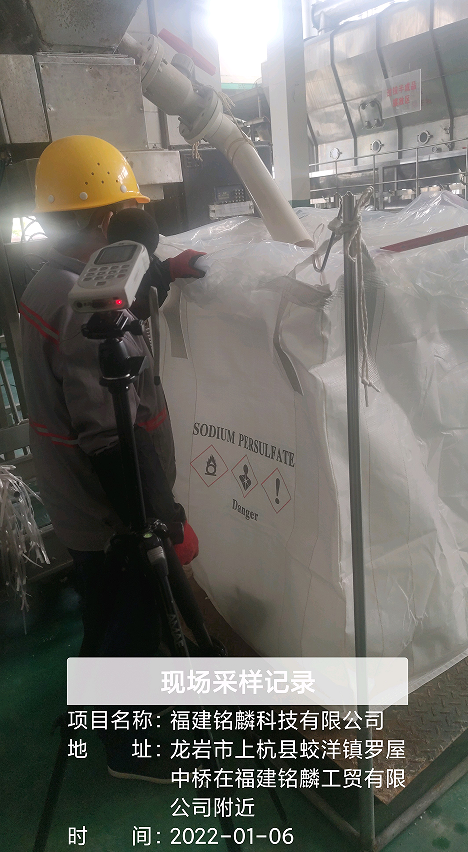 SODIUM PERSULFATE
Danger
现场采样记录
项目名称：福建铭麟科技有限公司
地 址：龙岩市上杭县蛟洋镇罗屋
中桥在福建铭麟工贸有限
公司附近
时 间：2022-01-06